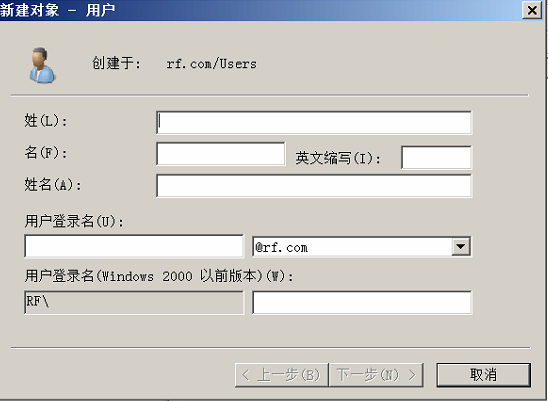 新建对象 - 用户
创建于: rf.com/Users
姓(L):
名(F): 英文缩写(I):
姓名(A):
用户登录名(U):
@rf.com
用户登录名(Windows 2000 以前版本)(W):
RF\
< 上一步(B) 下一步(N) > 取消